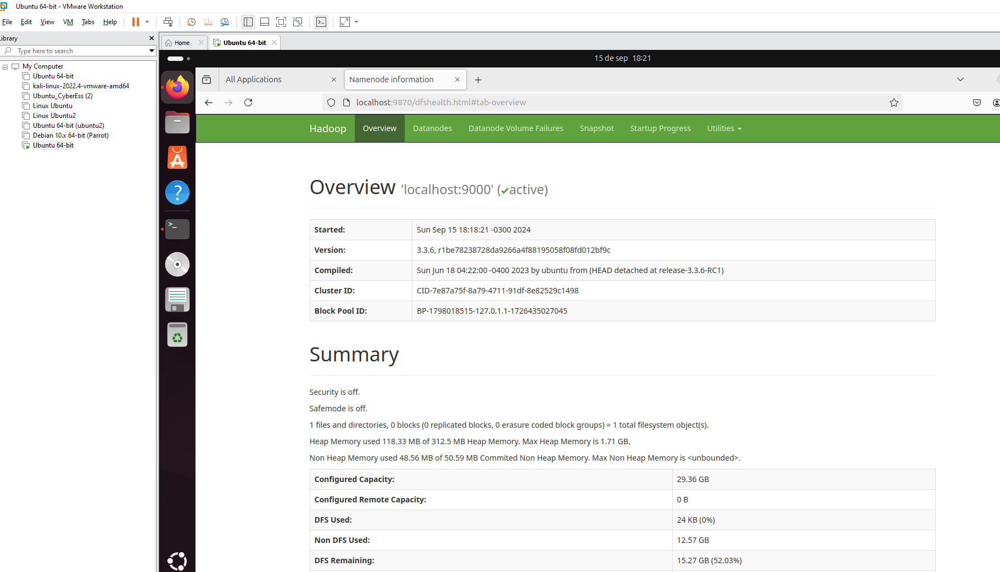 Ubuntu 64-bit - VMware Workstation
File Edit View VM Tabs Help
Library
Type here to search
My Computer
Ubuntu 64-bit
kali-linux-2022.4-vmware-amd64
Ubuntu_CyberEss (2)
Linux Ubuntu
Linux Ubuntu2
Ubuntu 64-bit (ubuntu2)
Debian 10.x 64-bit (Parrot)
Ubuntu 64-bit
Home Ubuntu 64-bit
15 de sep 18:21
All Applications Namenode information
localhost:9870/dfshealth.html#tab-overview
Hadoop Overview Datanodes Datanode Volume Failures Snapshot Startup Progress Utilities
Overview 'localhost:9000' (✔active)
Started: Sun Sep 15 18:18:21 -0300 2024
Version: 3.3.6, r1be78238728da9266a4f88195058f08fd012bf9c
Compiled: Sun Jun 18 04:22:00 -0400 2023 by ubuntu from (HEAD detached at release-3.3.6-RC1)
Cluster ID: CID-7e87a75f-8a79-4711-91df-8e82529c1498
Block Pool ID: BP-1798018515-127.0.1.1-1726435027045
Summary
Security is off.
Safemode is off.
1 files and directories, 0 blocks (0 replicated blocks, 0 erasure coded block groups) = 1 total filesystem object(s).
Heap Memory used 118.33 MB of 312.5 MB Heap Memory. Max Heap Memory is 1.71 GB.
Non Heap Memory used 48.56 MB of 50.59 MB Commited Non Heap Memory. Max Non Heap Memory is <unbounded>.
Configured Capacity: 29.36 GB
Configured Remote Capacity: 0 B
DFS Used: 24 KB (0%)
Non DFS Used: 12.57 GB
DFS Remaining: 15.27 GB (52.03%)